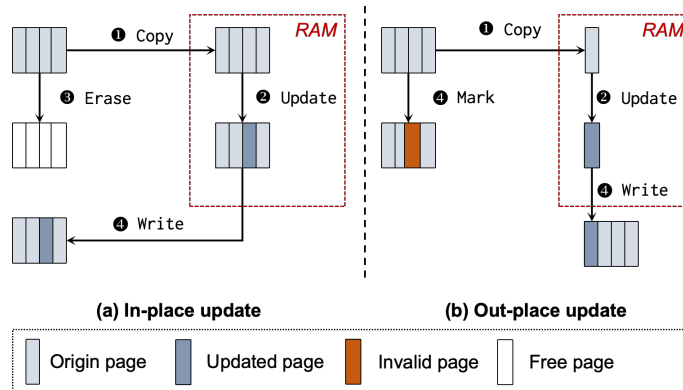 RAM
❶ Copy
❸ Erase
❷ Update
❹ Write
(a) In-place update
RAM
❶ Copy
❹ Mark
❷ Update
❹ Write
(b) Out-place update
Origin page
Updated page
Invalid page
Free page